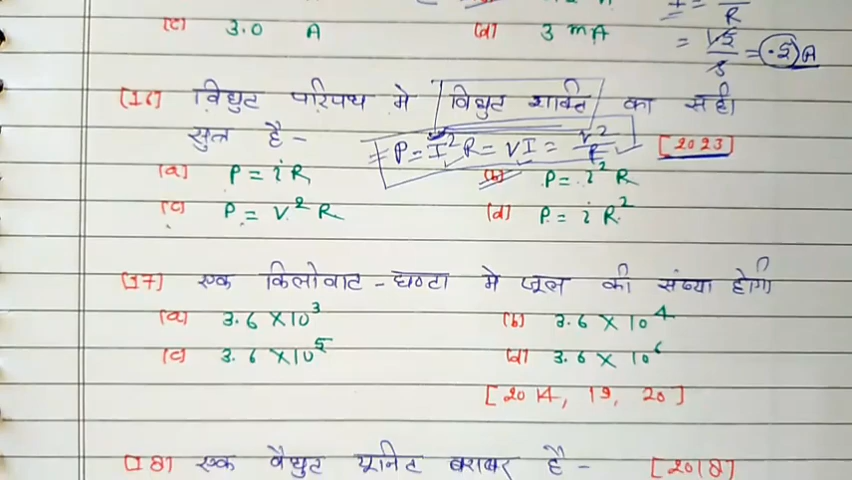 I = R
(c) 3.0 A (d) 3 mA
= 1.5/3 = .5 A
(16) विद्युत परिपथ मे विद्युत शक्ति का सही
सुत्र है - P = I²R = VI = V²/R [2023]
(a) P = iR (b) P = i²R
(c) P = V²R (d) P = iR²
(17) एक किलोवाट - घण्टा मे जूल की संख्या होगी
(a) 3.6 × 10³ (b) 3.6 × 10⁴
(c) 3.6 × 10⁵ (d) 3.6 × 10⁶
[2014, 19, 20]
(18) एक वैधुत यूनिट बराबर है - [2018]